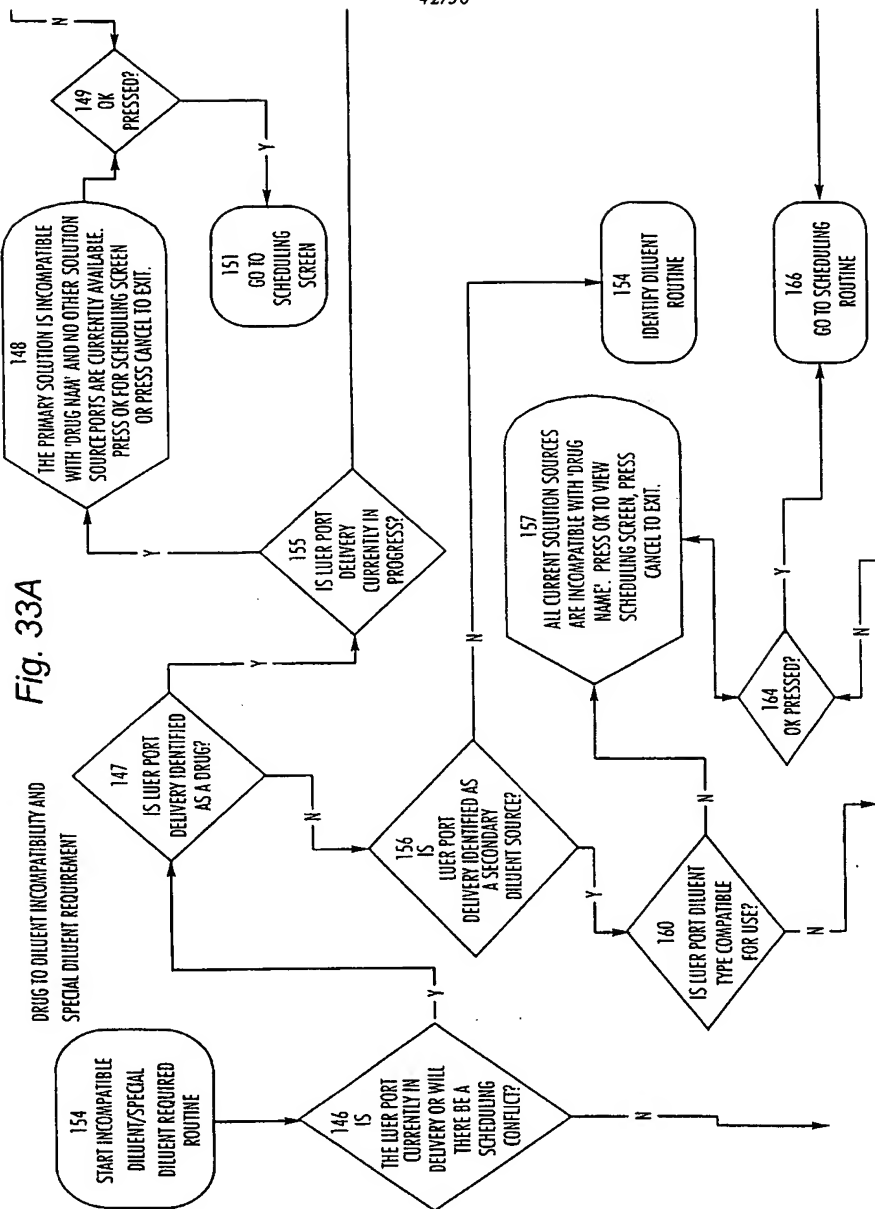 42/58
Fig. 33A
DRUG TO DILUENT INCOMPATIBILITY AND
SPECIAL DILUENT REQUIREMENT
154
START INCOMPATIBLE
DILUENT/SPECIAL
DILUENT REQUIRED
ROUTINE
146
IS
THE LUER PORT
CURRENTLY IN
DELIVERY OR WILL
THERE BE A
SCHEDULING
CONFLICT?
Y
N
147
IS LUER PORT
DELIVERY IDENTIFIED
AS A DRUG?
Y
N
155
IS LUER PORT
DELIVERY
CURRENTLY IN
PROGRESS?
Y
148
THE PRIMARY SOLUTION IS INCOMPATIBLE
WITH 'DRUG NAM' AND NO OTHER SOLUTION
SOURCE PORTS ARE CURRENTLY AVAILABLE.
PRESS OK FOR SCHEDULING SCREEN
OR PRESS CANCEL TO EXIT.
149
OK
PRESSED?
N
Y
151
GO TO
SCHEDULING
SCREEN
156
IS
LUER PORT
DELIVERY IDENTIFIED AS
A SECONDARY
DILUENT SOURCE?
N
Y
154
IDENTIFY DILUENT
ROUTINE
160
IS LUER PORT DILUENT
TYPE COMPATIBLE
FOR USE?
N
N
157
ALL CURRENT SOLUTION SOURCES
ARE INCOMPATIBLE WITH 'DRUG
NAME'. PRESS OK TO VIEW
SCHEDULING SCREEN, PRESS
CANCEL TO EXIT.
164
OK PRESSED?
Y
N
166
GO TO SCHEDULING
ROUTINE